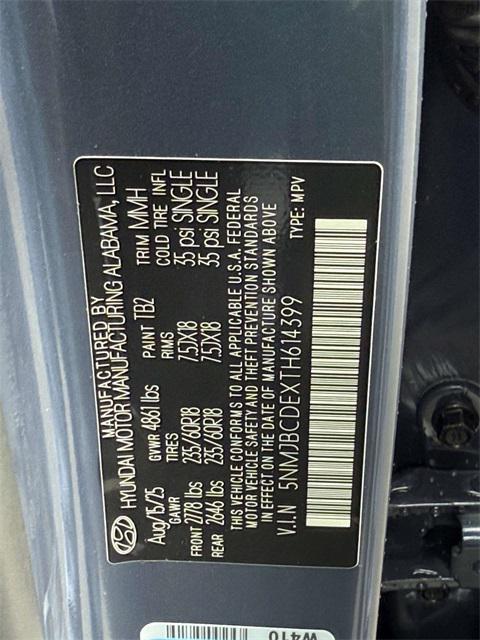 MANUFACTURED BY
HYUNDAI MOTOR MANUFACTURING ALABAMA, LLC
Aug/15/25 GVWR 4861 lbs PAINT TB2 TRIM MMH
GAWR TIRES RIMS COLD TIRE INFL
FRONT 2778 lbs 235/60R18 7.5JX18 35 psi SINGLE
REAR 2646 lbs 235/60R18 7.5JX18 35 psi SINGLE
THIS VEHICLE CONFORMS TO ALL APPLICABLE U.S.A. FEDERAL
MOTOR VEHICLE SAFETY AND THEFT PREVENTION STANDARDS
IN EFFECT ON THE DATE OF MANUFACTURE SHOWN ABOVE
V.I.N 5NMJBCDEXTH614399 TYPE: MPV
W410